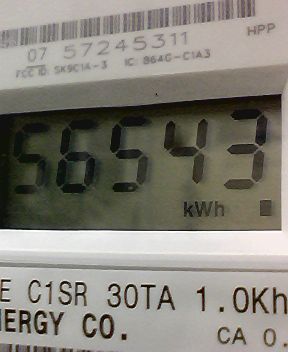 HPP
07 57245311
FCC ID: SK9C1A-3 IC: 864G-C1A3
56543
kWh
E C1SR 30TA 1.0Kh
NERGY CO.
CA 0.